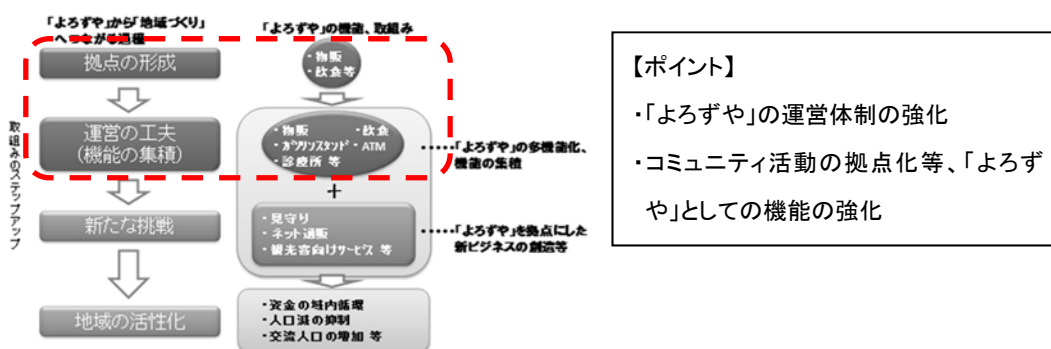 「よろずや」から「地域づくり」
へつながる過程
「よろずや」の機能、取組み
拠点の形成
・物販
・飲食等
取組みのステップアップ
運営の工夫
(機能の集積)
・物販 ・飲食
・ガソリンスタンド・ATM
・診療所 等
・・・・・「よろずや」の多機能化、
機能の集積
+
新たな挑戦
・見守り
・ネット通販
・観光客向けサービス 等
・・・・・「よろずや」を拠点にした
新ビジネスの創造等
地域の活性化
・資金の域内循環
・人口減の抑制
・交流人口の増加 等
【ポイント】
・「よろずや」の運営体制の強化
・コミュニティ活動の拠点化等、「よろず
や」としての機能の強化